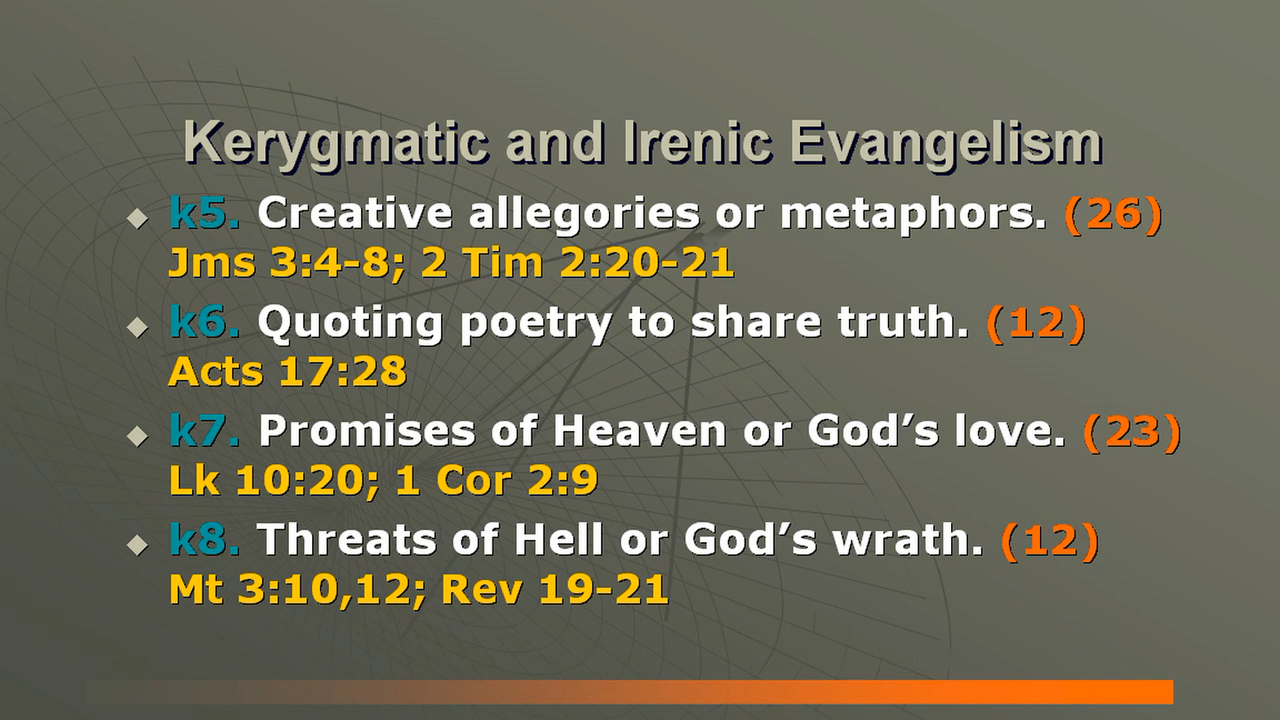 Kerygmatic and Irenic Evangelism
k5. Creative allegories or metaphors. (26)
Jms 3:4-8; 2 Tim 2:20-21
k6. Quoting poetry to share truth. (12)
Acts 17:28
k7. Promises of Heaven or God’s love. (23)
Lk 10:20; 1 Cor 2:9
k8. Threats of Hell or God’s wrath. (12)
Mt 3:10,12; Rev 19-21